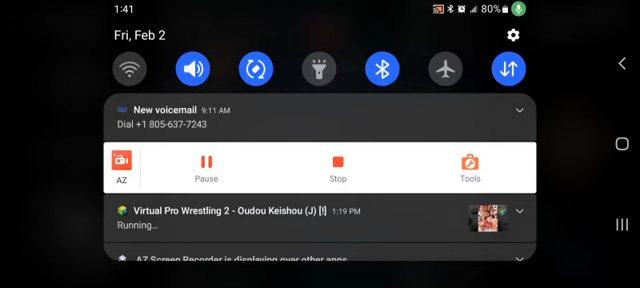 1:41
80%
Fri, Feb 2
New voicemail 9:11 AM
Dial +1 805-637-7243
AZ
Pause
Stop
Tools
Virtual Pro Wrestling 2 - Oudou Keishou (J) [!] 1:19 PM
Running...
AZ Screen Recorder is displaying over other apps